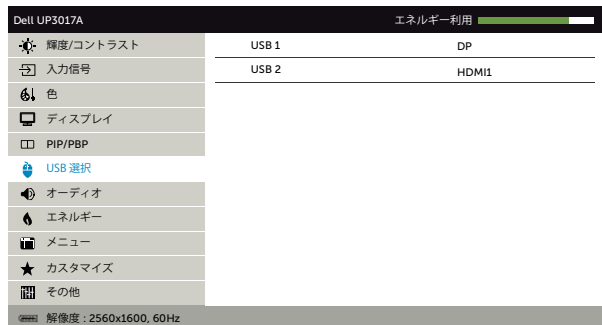 Dell UP3017A エネルギー利用
輝度/コントラスト USB 1 DP
入力信号 USB 2 HDMI1
色
ディスプレイ
PIP/PBP
USB 選択
オーディオ
エネルギー
メニュー
カスタマイズ
その他
解像度 : 2560x1600, 60Hz